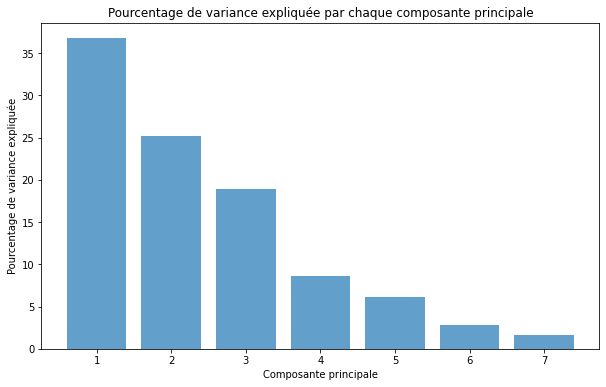 Pourcentage de variance expliquée par chaque composante principale
Pourcentage de variance expliquée
35
30
25
20
15
10
5
0
1 2 3 4 5 6 7
Composante principale